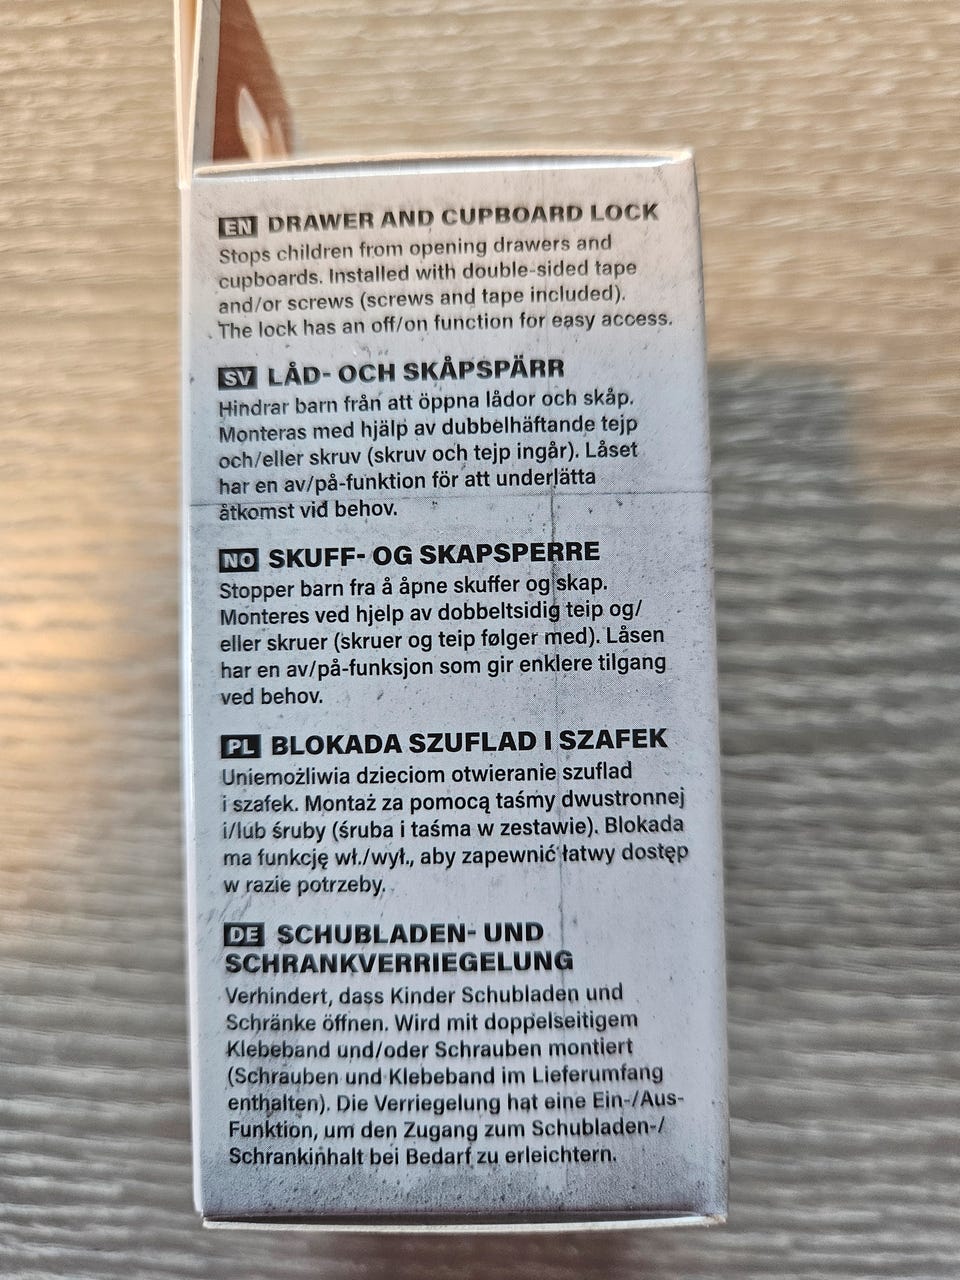 EN DRAWER AND CUPBOARD LOCK
Stops children from opening drawers and
cupboards. Installed with double-sided tape
and/or screws (screws and tape included).
The lock has an off/on function for easy access.
SV LÅD- OCH SKÅPSPÄRR
Hindrar barn från att öppna lådor och skåp.
Monteras med hjälp av dubbelhäftande tejp
och/eller skruv (skruv och tejp ingår). Låset
har en av/på-funktion för att underlätta
åtkomst vid behov.
NO SKUFF- OG SKAPSPERRE
Stopper barn fra å åpne skuffer og skap.
Monteres ved hjelp av dobbeltsidig teip og/
eller skruer (skruer og teip følger med). Låsen
har en av/på-funksjon som gir enklere tilgang
ved behov.
PL BLOKADA SZUFLAD I SZAFEK
Uniemożliwia dzieciom otwieranie szuflad
i szafek. Montaż za pomocą taśmy dwustronnej
i/lub śruby (śruba i taśma w zestawie). Blokada
ma funkcję wł./wył., aby zapewnić łatwy dostęp
w razie potrzeby.
DE SCHUBLADEN- UND
SCHRANKVERRIEGELUNG
Verhindert, dass Kinder Schubladen und
Schränke öffnen. Wird mit doppelseitigem
Klebeband und/oder Schrauben montiert
(Schrauben und Klebeband im Lieferumfang
enthalten). Die Verriegelung hat eine Ein-/Aus-
Funktion, um den Zugang zum Schubladen-/
Schrankinhalt bei Bedarf zu erleichtern.